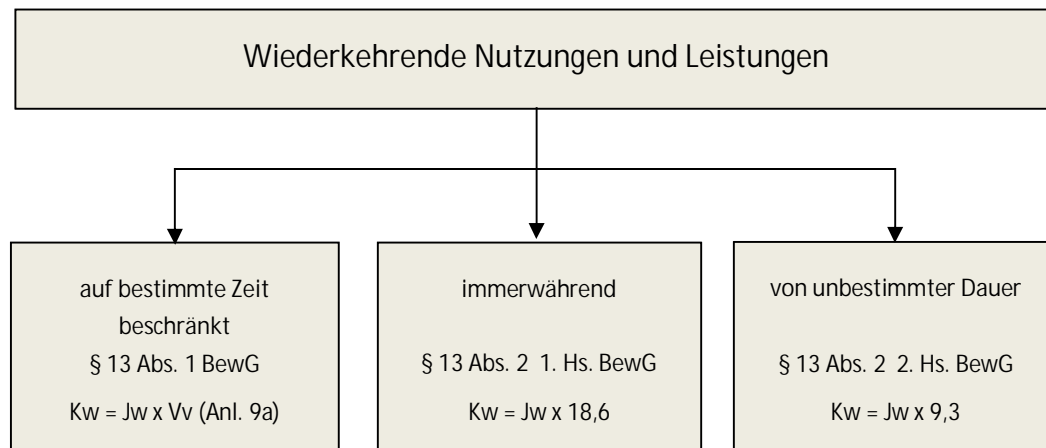 Wiederkehrende Nutzungen und Leistungen
auf bestimmte Zeit
beschränkt
§ 13 Abs. 1 BewG
Kw = Jw x Vv (Anl. 9a)
immerwährend
§ 13 Abs. 2 1. Hs. BewG
Kw = Jw x 18,6
von unbestimmter Dauer
§ 13 Abs. 2 2. Hs. BewG
Kw = Jw x 9,3